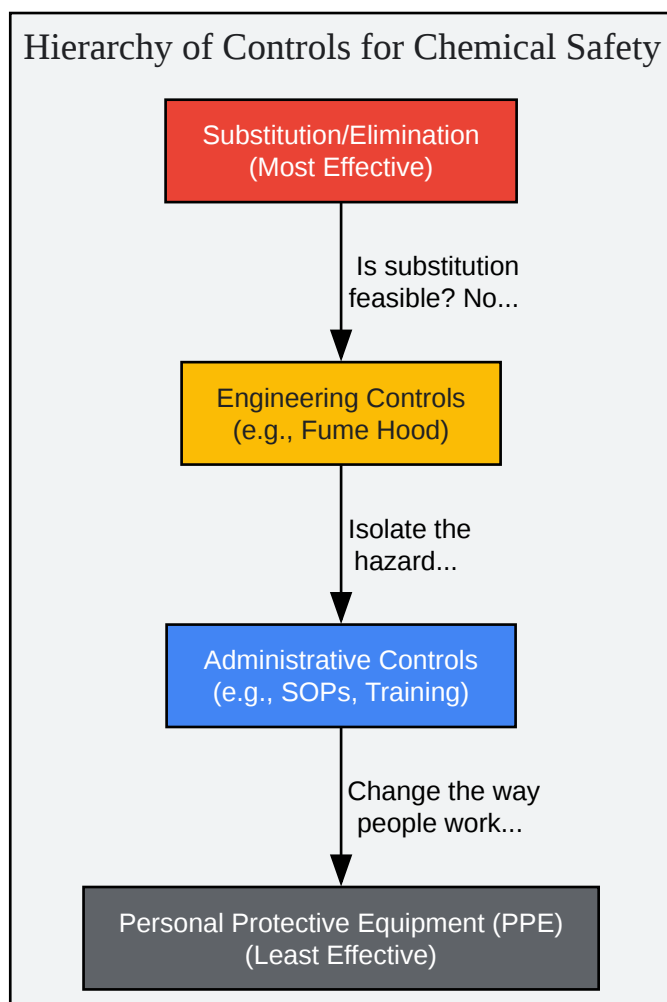 Hierarchy of Controls for Chemical Safety
Substitution/Elimination
(Most Effective)
Is substitution
feasible? No...
Engineering Controls
(e.g., Fume Hood)
Isolate the
hazard...
Administrative Controls
(e.g., SOPs, Training)
Change the way
people work...
Personal Protective Equipment (PPE)
(Least Effective)